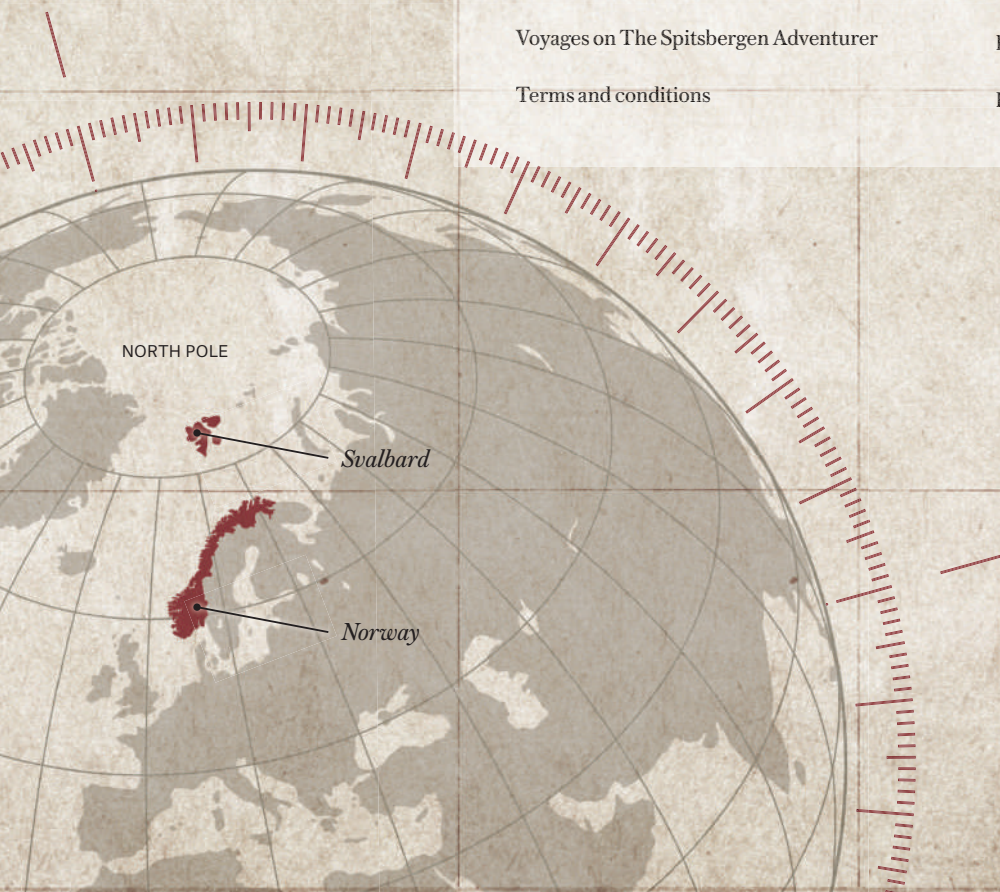 Voyages on The Spitsbergen Adventurer
Terms and conditions
NORTH POLE
Svalbard
Norway